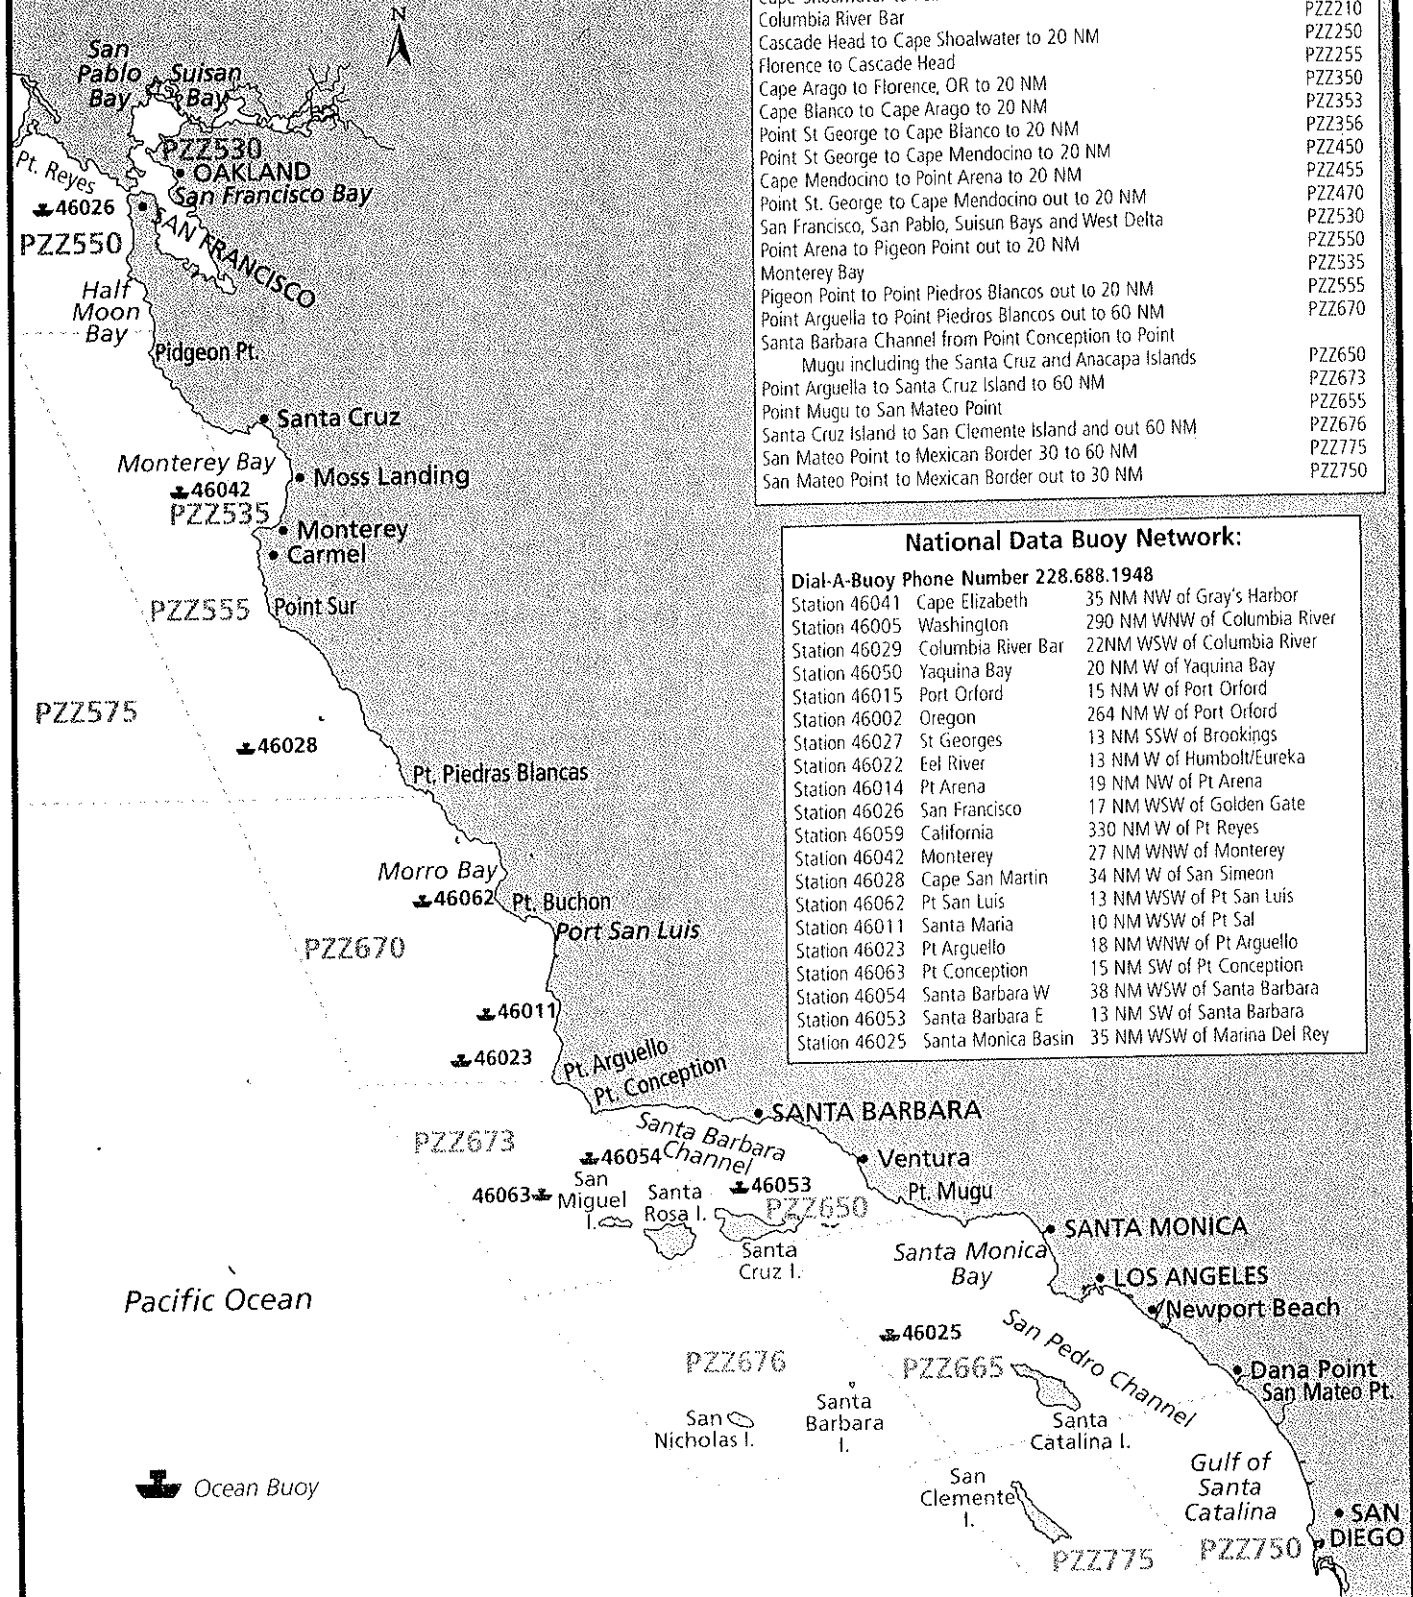 N
Columbia River Bar PZZ210
Cascade Head to Cape Shoalwater to 20 NM PZZ250
Florence to Cascade Head PZZ255
Cape Arago to Florence, OR to 20 NM PZZ350
Cape Blanco to Cape Arago to 20 NM PZZ353
Point St George to Cape Blanco to 20 NM PZZ356
Point St George to Cape Mendocino to 20 NM PZZ450
Cape Mendocino to Point Arena to 20 NM PZZ455
Point St. George to Cape Mendocino out to 20 NM PZZ470
San Francisco, San Pablo, Suisun Bays and West Delta PZZ530
Point Arena to Pigeon Point out to 20 NM PZZ550
Monterey Bay PZZ535
Pigeon Point to Point Piedros Blancos out to 20 NM PZZ555
Point Arguella to Point Piedros Blancos out to 60 NM PZZ670
Santa Barbara Channel from Point Conception to Point
Mugu including the Santa Cruz and Anacapa Islands PZZ650
Point Arguella to Santa Cruz Island to 60 NM PZZ673
Point Mugu to San Mateo Point PZZ655
Santa Cruz Island to San Clemente Island and out 60 NM PZZ676
San Mateo Point to Mexican Border 30 to 60 NM PZZ775
San Mateo Point to Mexican Border out to 30 NM PZZ750
National Data Buoy Network:
Dial-A-Buoy Phone Number 228.688.1948
Station 46041 Cape Elizabeth 35 NM NW of Gray's Harbor
Station 46005 Washington 290 NM WNW of Columbia River
Station 46029 Columbia River Bar 22NM WSW of Columbia River
Station 46050 Yaquina Bay 20 NM W of Yaquina Bay
Station 46015 Port Orford 15 NM W of Port Orford
Station 46002 Oregon 264 NM W of Port Orford
Station 46027 St Georges 13 NM SSW of Brookings
Station 46022 Eel River 13 NM W of Humbolt/Eureka
Station 46014 Pt Arena 19 NM NW of Pt Arena
Station 46026 San Francisco 17 NM WSW of Golden Gate
Station 46059 California 330 NM W of Pt Reyes
Station 46042 Monterey 27 NM WNW of Monterey
Station 46028 Cape San Martin 34 NM W of San Simeon
Station 46062 Pt San Luis 13 NM WSW of Pt San Luis
Station 46011 Santa Maria 10 NM WSW of Pt Sal
Station 46023 Pt Arguello 18 NM WNW of Pt Arguello
Station 46063 Pt Conception 15 NM SW of Pt Conception
Station 46054 Santa Barbara W 38 NM WSW of Santa Barbara
Station 46053 Santa Barbara E 13 NM SW of Santa Barbara
Station 46025 Santa Monica Basin 35 NM WSW of Marina Del Rey
San
Pablo
Bay
Suisan
Bay
PZZ530
OAKLAND
San Francisco Bay
Pt. Reyes
46026
SAN FRANCISCO
PZZ550
Half
Moon
Bay
Pidgeon Pt.
Santa Cruz
Monterey Bay
46042
Moss Landing
PZZ535
Monterey
Carmel
PZZ555
Point Sur
PZZ575
46028
Pt. Piedras Blancas
Morro Bay
46062
Pt. Buchon
Port San Luis
PZZ670
46011
46023
Pt. Arguello
Pt. Conception
SANTA BARBARA
PZZ673
Santa Barbara
Channel
46054
Ventura
46063
San
Miguel
I.
Santa
Rosa I.
46053
PZZ650
Pt. Mugu
Santa
Cruz I.
SANTA MONICA
Santa Monica
Bay
LOS ANGELES
Newport Beach
Pacific Ocean
46025
San Pedro Channel
PZZ676
PZZ665
Dana Point
San Mateo Pt.
San
Nicholas I.
Santa
Barbara
I.
Santa
Catalina I.
San
Clemente
I.
Gulf of
Santa
Catalina
Ocean Buoy
SAN
DIEGO
PZZ775
PZZ750